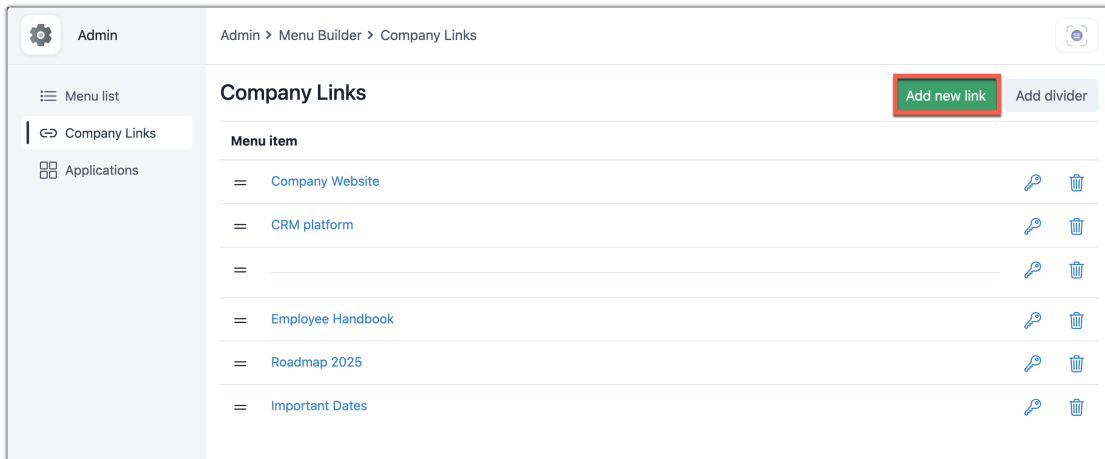 Admin
Admin > Menu Builder > Company Links
Menu list
Company Links
Applications
Company Links
Add new link
Add divider
Menu item
Company Website
CRM platform
Employee Handbook
Roadmap 2025
Important Dates